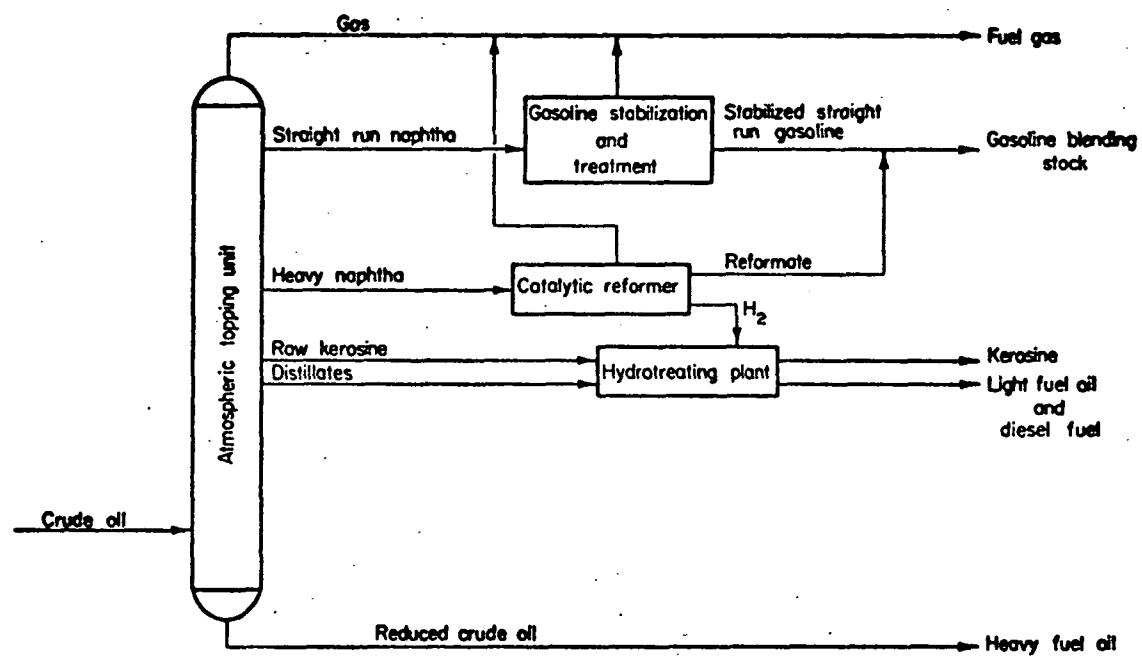 Gas
Fuel gas
Gasoline stabilization
and
treatment
Stabilized straight
run gasoline
Straight run naphtha
Gasoline blending
stock
Atmospheric topping unit
Heavy naphtha
Catalytic reformer
Reformate
H2
Raw kerosine
Distillates
Hydrotreating plant
Kerosine
Light fuel oil
and
diesel fuel
Crude oil
Reduced crude oil
Heavy fuel oil